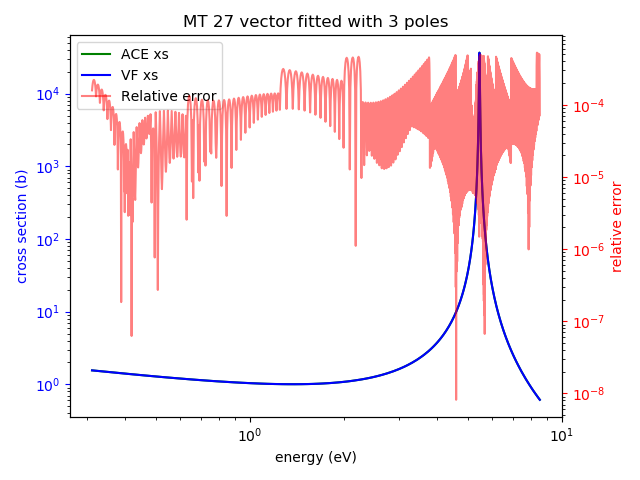 MT 27 vector fitted with 3 poles
ACE xs
VF xs
Relative error
cross section (b)
10⁴
10³
10²
10¹
10⁰
relative error
10⁻⁴
10⁻⁵
10⁻⁶
10⁻⁷
10⁻⁸
10⁰
10¹
energy (eV)